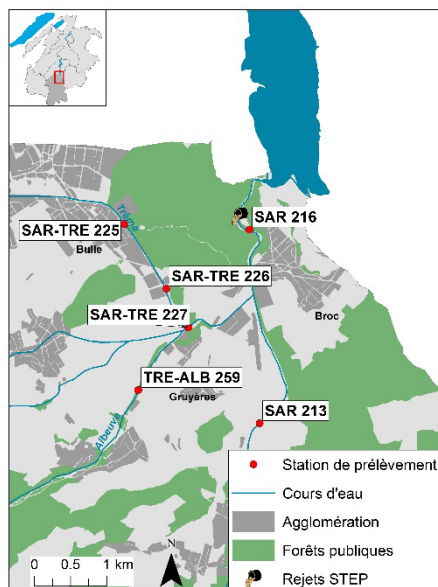 SAR 216
Trême
SAR-TRE 225
Bulle
SAR-TRE 226
Broc
SAR-TRE 227
TRE-ALB 259
Gruyères
SAR 213
Albeuve
Station de prélèvement
Cours d'eau
Agglomération
Forêts publiques
Rejets STEP
N
0 0.5 1 km